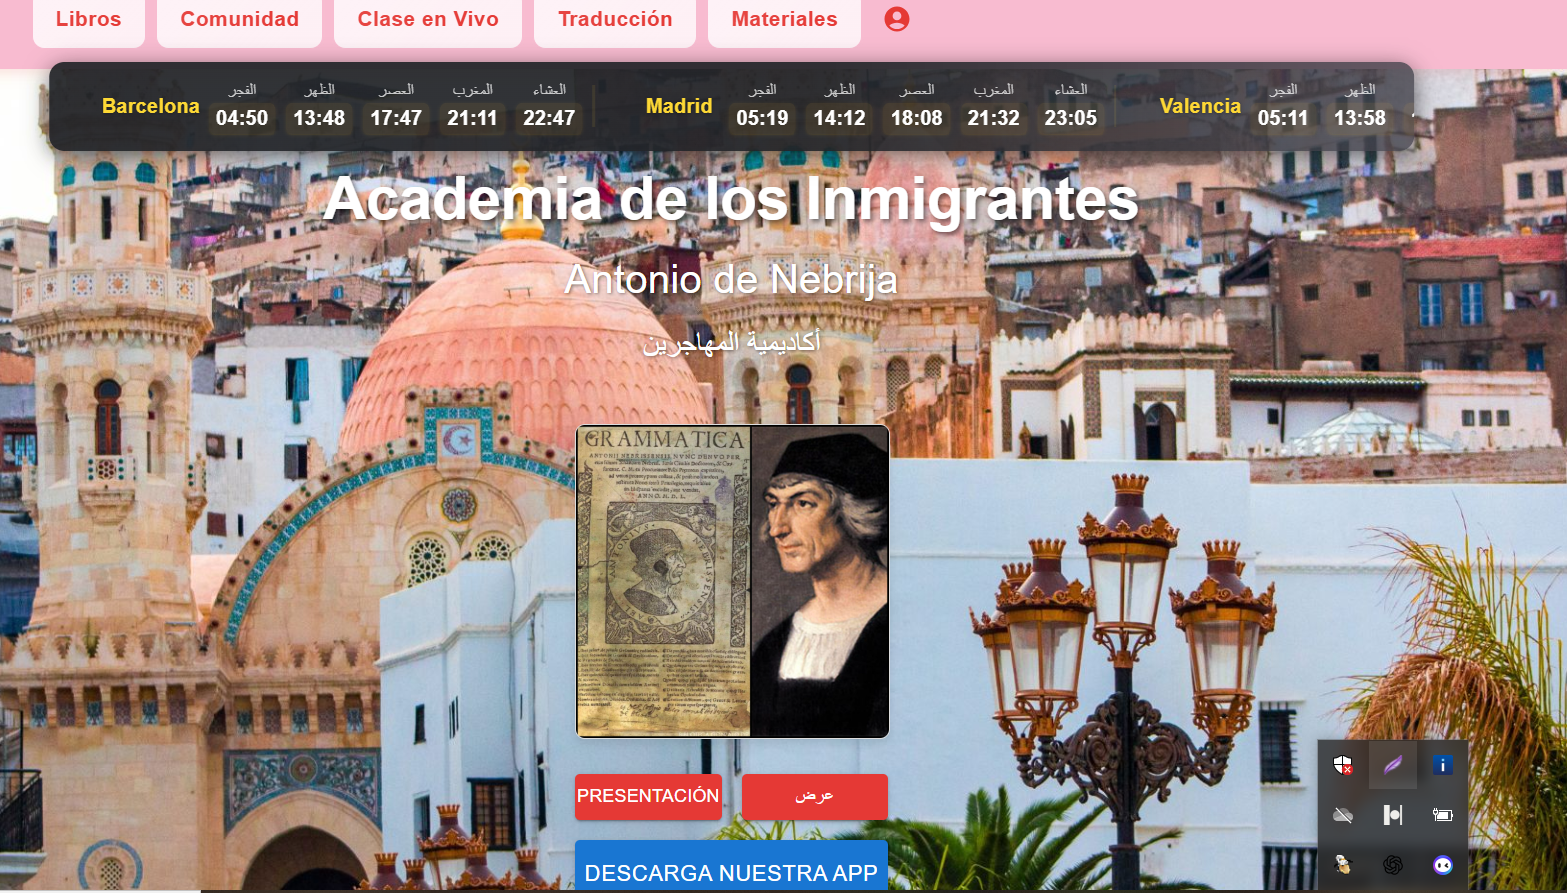 Libros
Comunidad
Clase en Vivo
Traducción
Materiales
Barcelona
الفجر
04:50
الظهر
13:48
العصر
17:47
المغرب
21:11
العشاء
22:47
Madrid
الفجر
05:19
الظهر
14:12
العصر
18:08
المغرب
21:32
العشاء
23:05
Valencia
الفجر
05:11
الظهر
13:58
Academia de los Inmigrantes
Antonio de Nebrija
أكاديمية المهاجرين
GRAMMATICA
PRESENTACIÓN
عرض
DESCARGA NUESTRA APP